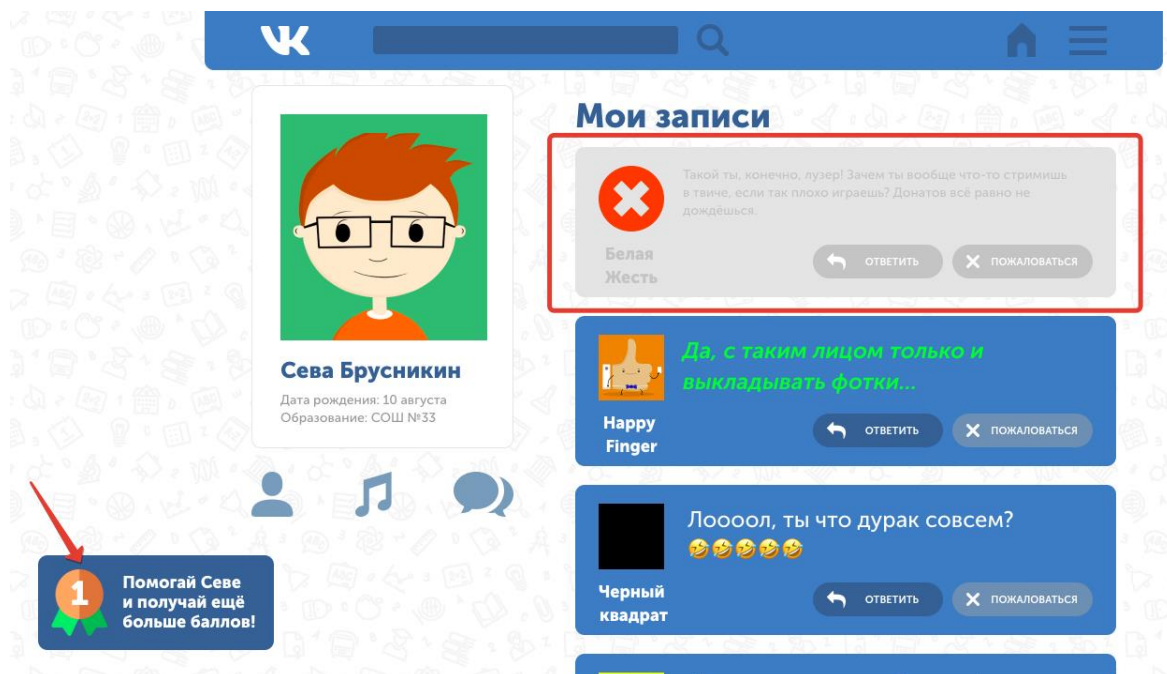 VK
Мои записи
Такой ты, конечно, лузер! Зачем ты вообще что-то стримишь
в твиче, если так плохо играешь? Донатов всё равно не
дождёшься.
Белая
Жесть
ОТВЕТИТЬ
ПОЖАЛОВАТЬСЯ
Да, с таким лицом только и
выкладывать фотки...
Happy
Finger
ОТВЕТИТЬ
ПОЖАЛОВАТЬСЯ
Лоооол, ты что дурак совсем?
🤣🤣🤣🤣🤣
Черный
квадрат
ОТВЕТИТЬ
ПОЖАЛОВАТЬСЯ
Сева Брусникин
Дата рождения: 10 августа
Образование: СОШ №33
1
Помогай Севе
и получай ещё
больше баллов!